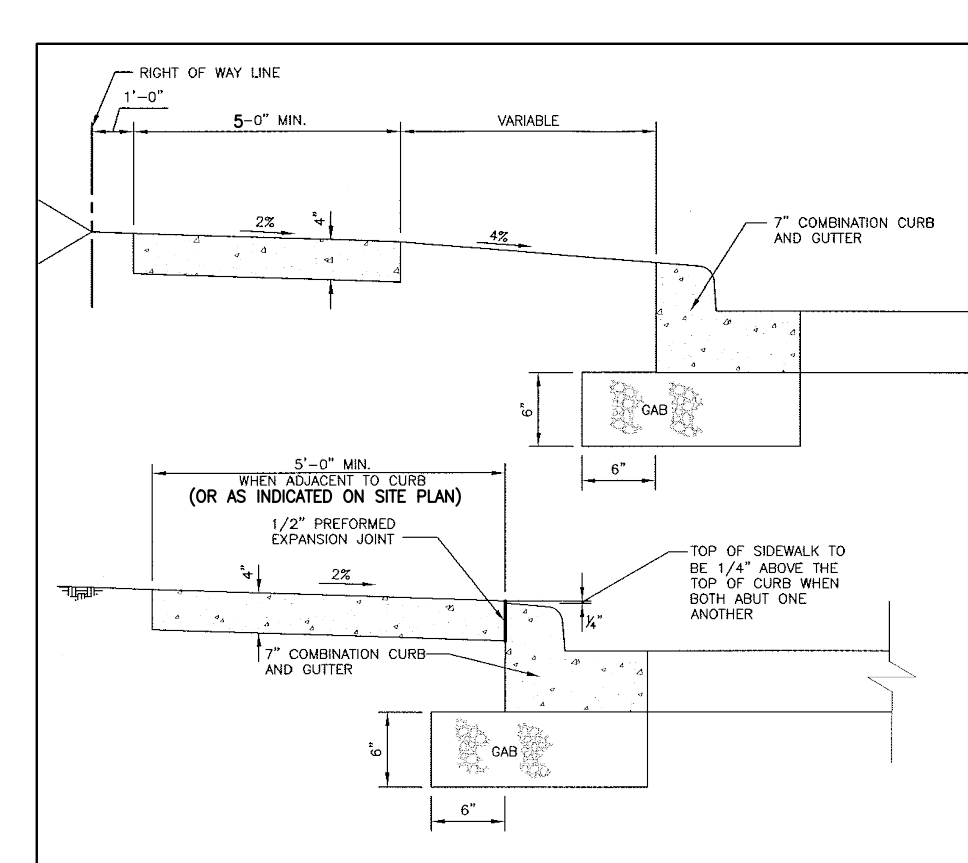 RIGHT OF WAY LINE
1'-0"
5-0" MIN.
VARIABLE
2%
4"
4%
7" COMBINATION CURB
AND GUTTER
6"
GAB
6"
5'-0" MIN.
WHEN ADJACENT TO CURB
(OR AS INDICATED ON SITE PLAN)
1/2" PREFORMED
EXPANSION JOINT
4"
2%
TOP OF SIDEWALK TO
BE 1/4" ABOVE THE
TOP OF CURB WHEN
BOTH ABUT ONE
ANOTHER
1/4"
7" COMBINATION CURB
AND GUTTER
6"
GAB
6"